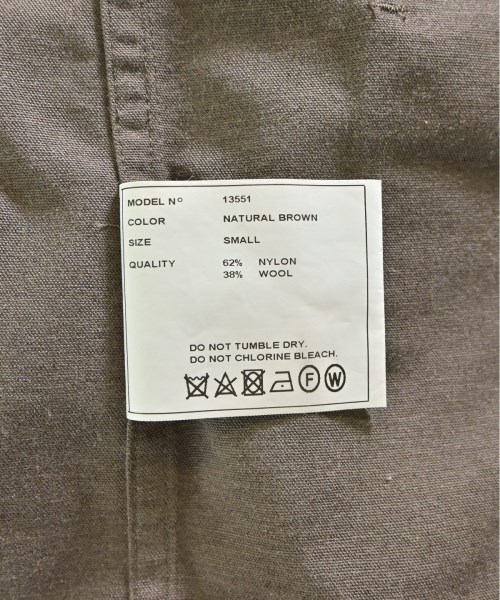 MODEL Nº 13551
COLOR NATURAL BROWN
SIZE SMALL
QUALITY 62% NYLON
38% WOOL
DO NOT TUMBLE DRY.
DO NOT CHLORINE BLEACH.
F W